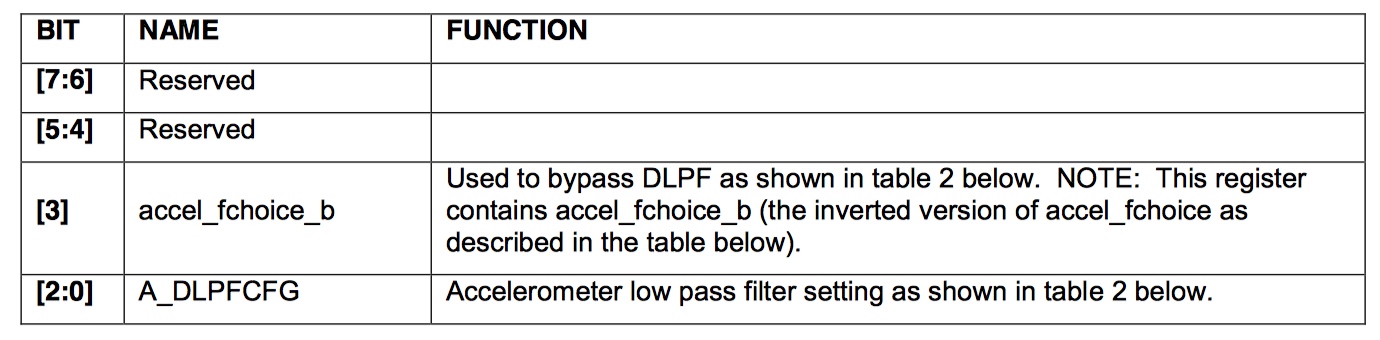 BIT NAME FUNCTION
[7:6] Reserved
[5:4] Reserved
[3] accel_fchoice_b Used to bypass DLPF as shown in table 2 below. NOTE: This register
contains accel_fchoice_b (the inverted version of accel_fchoice as
described in the table below).
[2:0] A_DLPFCFG Accelerometer low pass filter setting as shown in table 2 below.